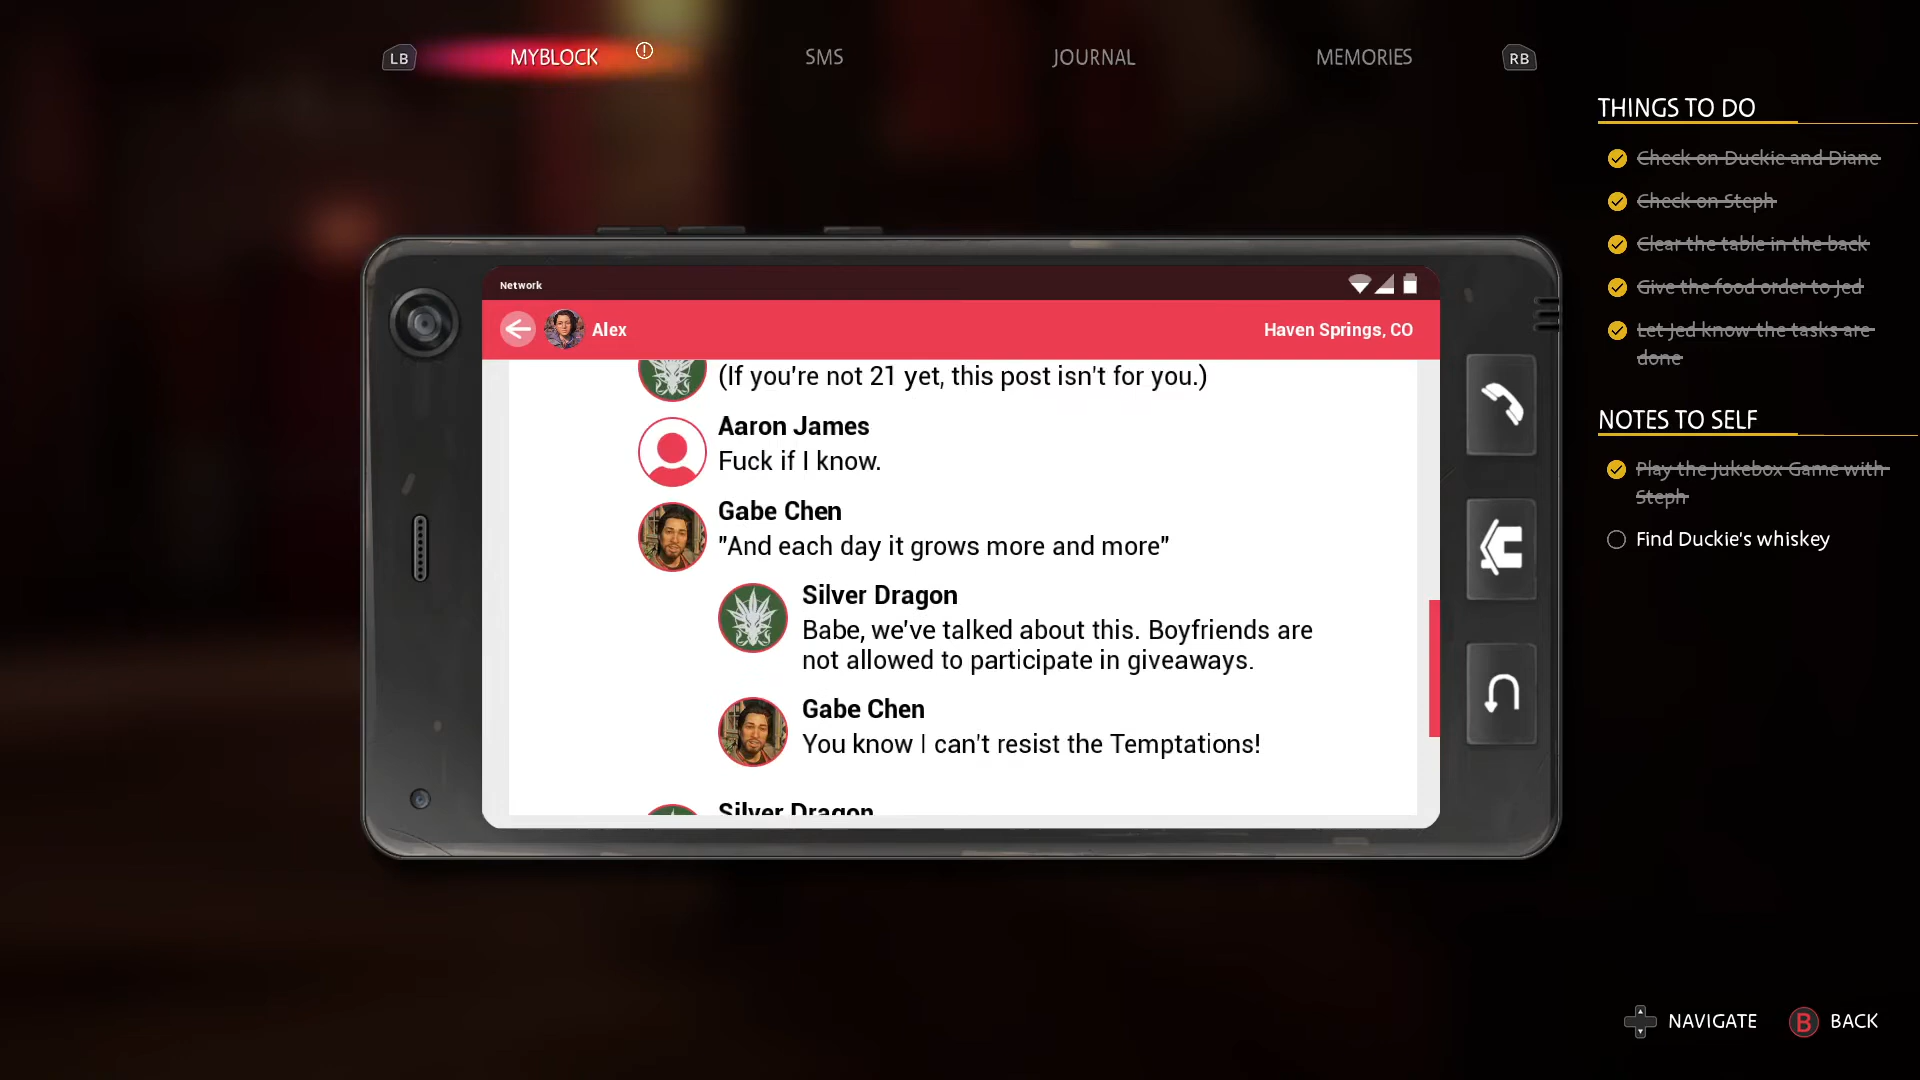 LB
MYBLOCK
SMS
JOURNAL
MEMORIES
RB
Network
Alex
Haven Springs, CO
(If you're not 21 yet, this post isn't for you.)
Aaron James
Fuck if I know.
Gabe Chen
"And each day it grows more and more"
Silver Dragon
Babe, we've talked about this. Boyfriends are
not allowed to participate in giveaways.
Gabe Chen
You know I can't resist the Temptations!
Silver Dragon
THINGS TO DO
Check on Duckie and Diane
Check on Steph
Clear the table in the back
Give the food order to Jed
Let Jed know the tasks are
done
NOTES TO SELF
Play the Jukebox Game with
Steph
Find Duckie's whiskey
NAVIGATE
B BACK